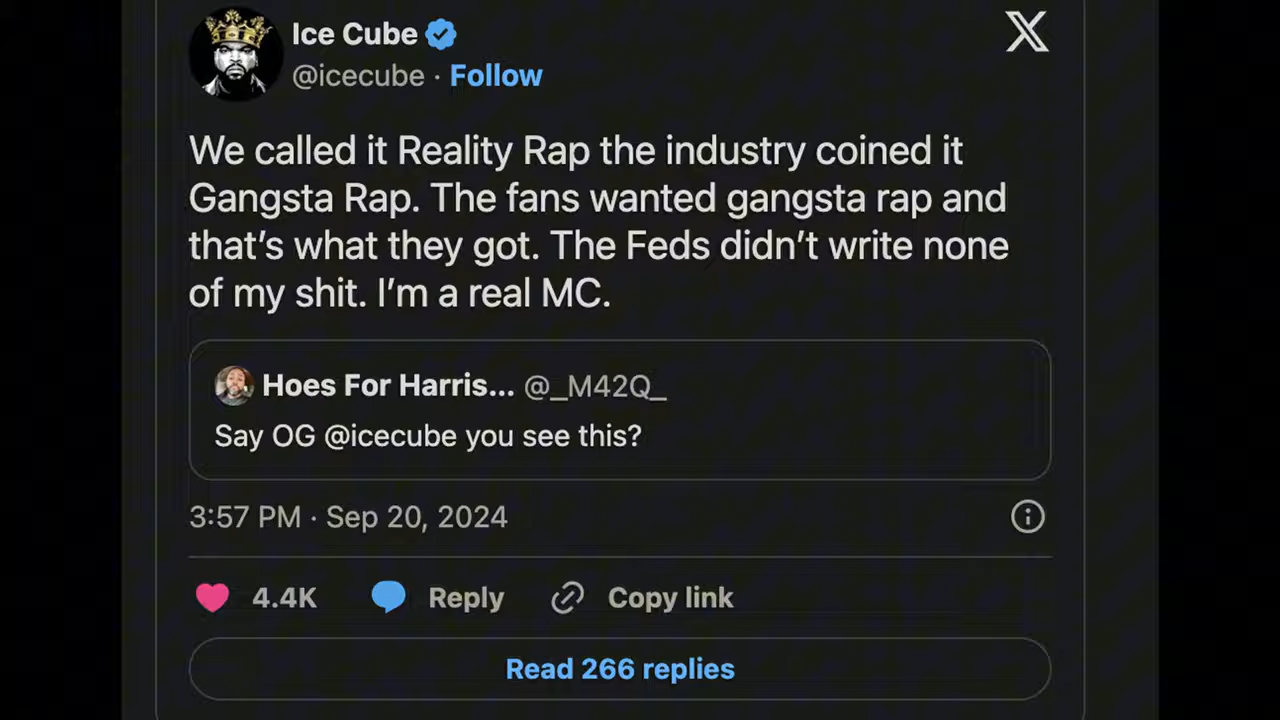 Ice Cube
@icecube · Follow
We called it Reality Rap the industry coined it
Gangsta Rap. The fans wanted gangsta rap and
that’s what they got. The Feds didn’t write none
of my shit. I’m a real MC.
Hoes For Harris... @_M42Q_
Say OG @icecube you see this?
3:57 PM · Sep 20, 2024
4.4K Reply Copy link
Read 266 replies